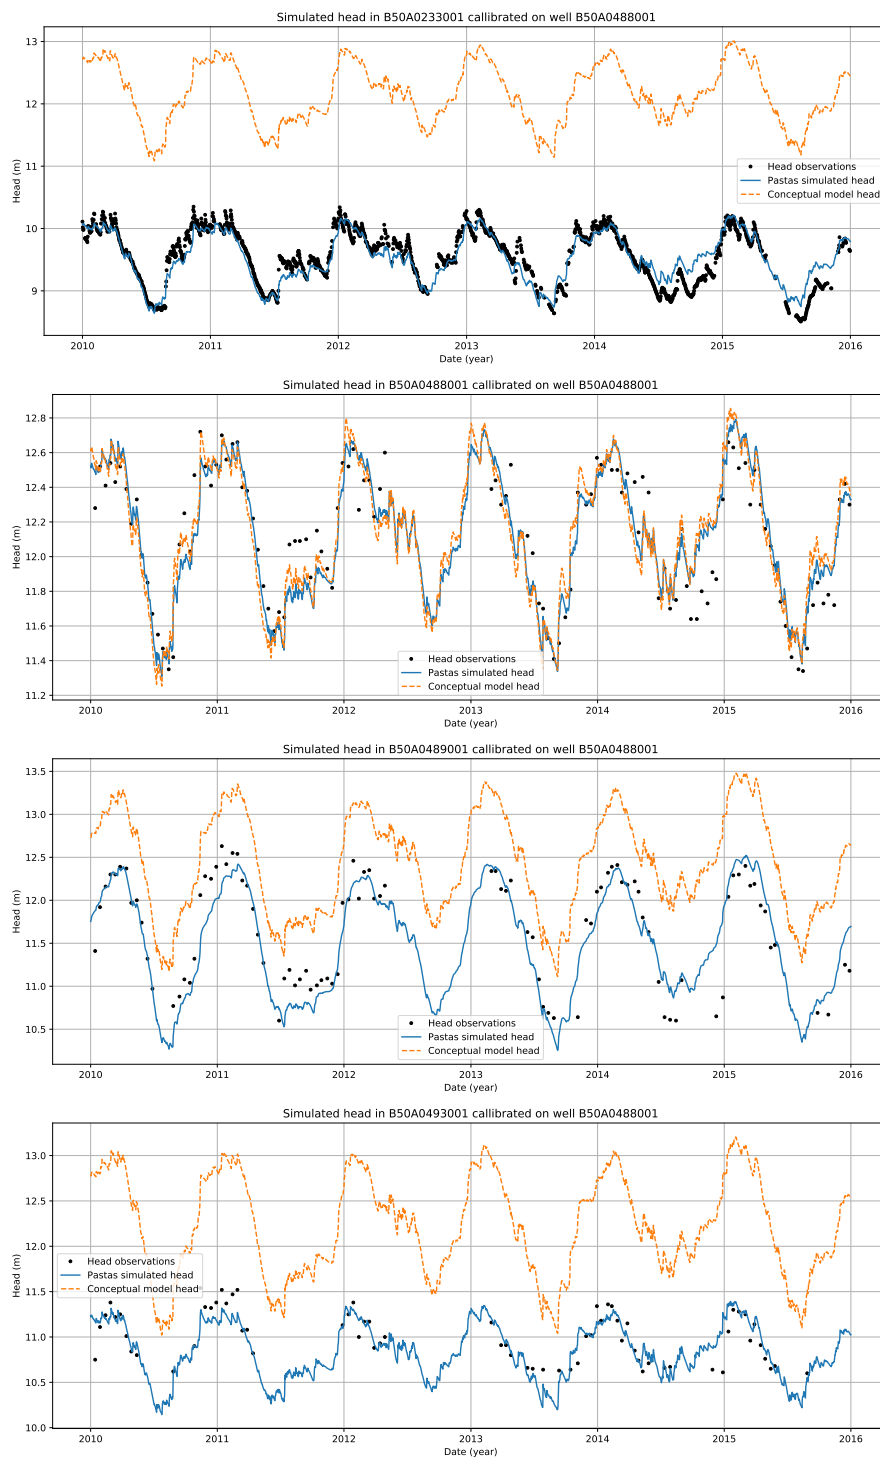 Simulated head in B50A0233001 callibrated on well B50A0488001
13
12
11
10
9
Head (m)
Head observations
Pastas simulated head
Conceptual model head
2010 2011 2012 2013 2014 2015 2016
Date (year)
Simulated head in B50A0488001 callibrated on well B50A0488001
12.8
12.6
12.4
12.2
12.0
11.8
11.6
11.4
11.2
Head (m)
Head observations
Pastas simulated head
Conceptual model head
2010 2011 2012 2013 2014 2015 2016
Date (year)
Simulated head in B50A0489001 callibrated on well B50A0488001
13.5
13.0
12.5
12.0
11.5
11.0
10.5
Head (m)
Head observations
Pastas simulated head
Conceptual model head
2010 2011 2012 2013 2014 2015 2016
Date (year)
Simulated head in B50A0493001 callibrated on well B50A0488001
13.0
12.5
12.0
11.5
11.0
10.5
10.0
Head (m)
Head observations
Pastas simulated head
Conceptual model head
2010 2011 2012 2013 2014 2015 2016
Date (year)